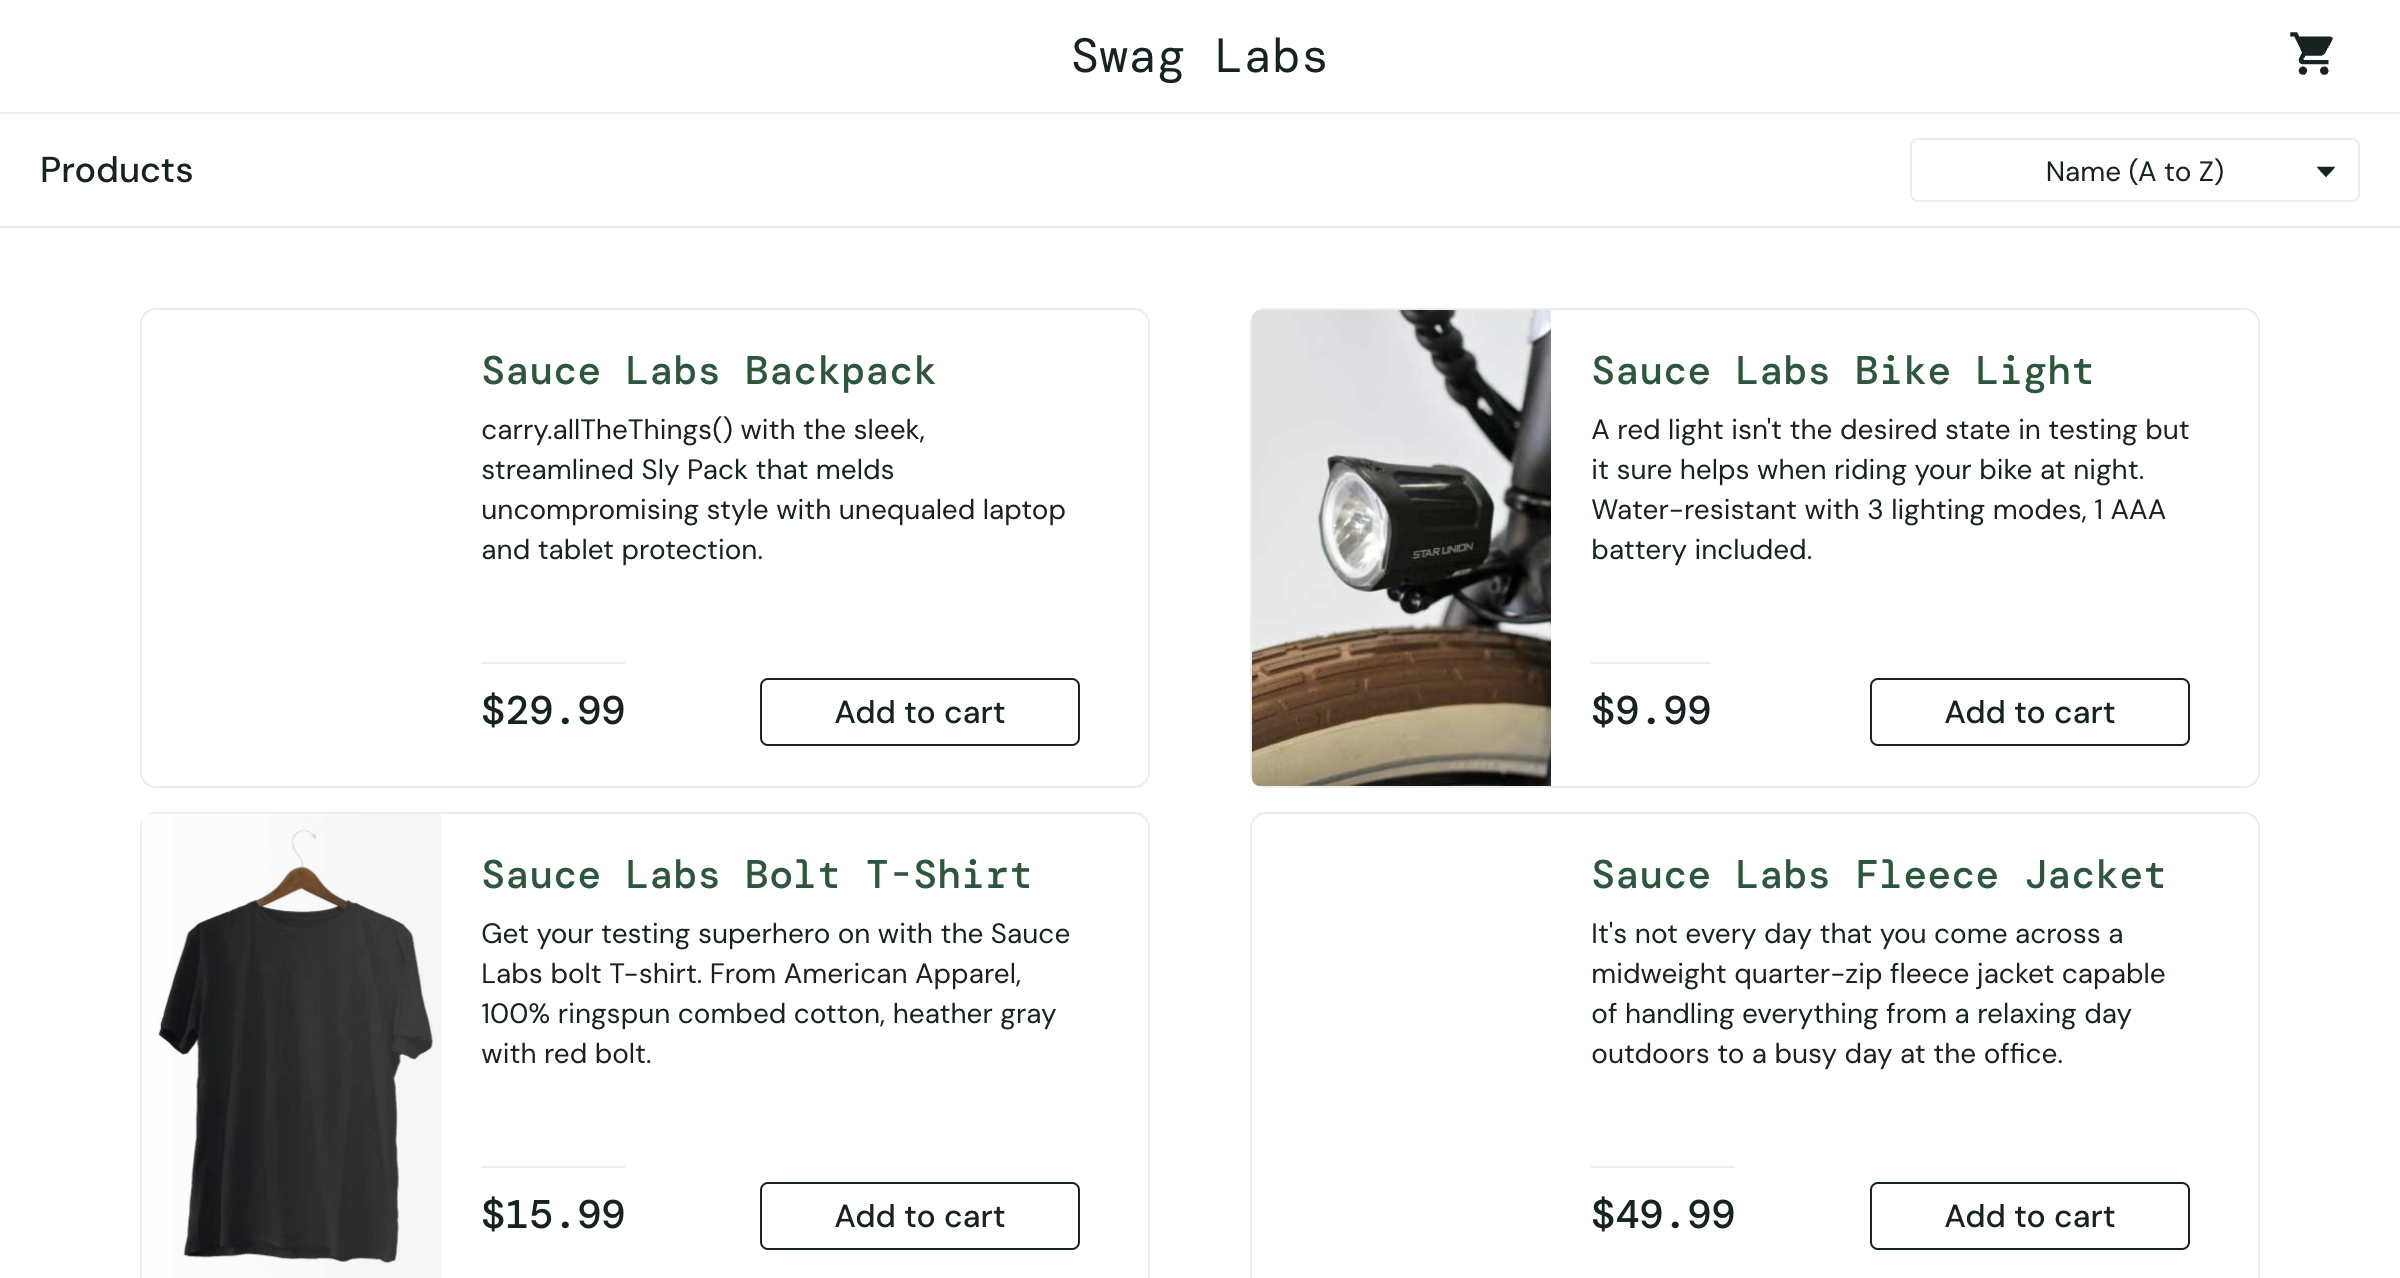 Swag Labs
Products
Name (A to Z)
Sauce Labs Backpack
carry.allTheThings() with the sleek,
streamlined Sly Pack that melds
uncompromising style with unequaled laptop
and tablet protection.
$29.99
Add to cart
STAR UNION
Sauce Labs Bike Light
A red light isn't the desired state in testing but
it sure helps when riding your bike at night.
Water-resistant with 3 lighting modes, 1 AAA
battery included.
$9.99
Add to cart
Sauce Labs Bolt T-Shirt
Get your testing superhero on with the Sauce
Labs bolt T-shirt. From American Apparel,
100% ringspun combed cotton, heather gray
with red bolt.
$15.99
Add to cart
Sauce Labs Fleece Jacket
It's not every day that you come across a
midweight quarter-zip fleece jacket capable
of handling everything from a relaxing day
outdoors to a busy day at the office.
$49.99
Add to cart